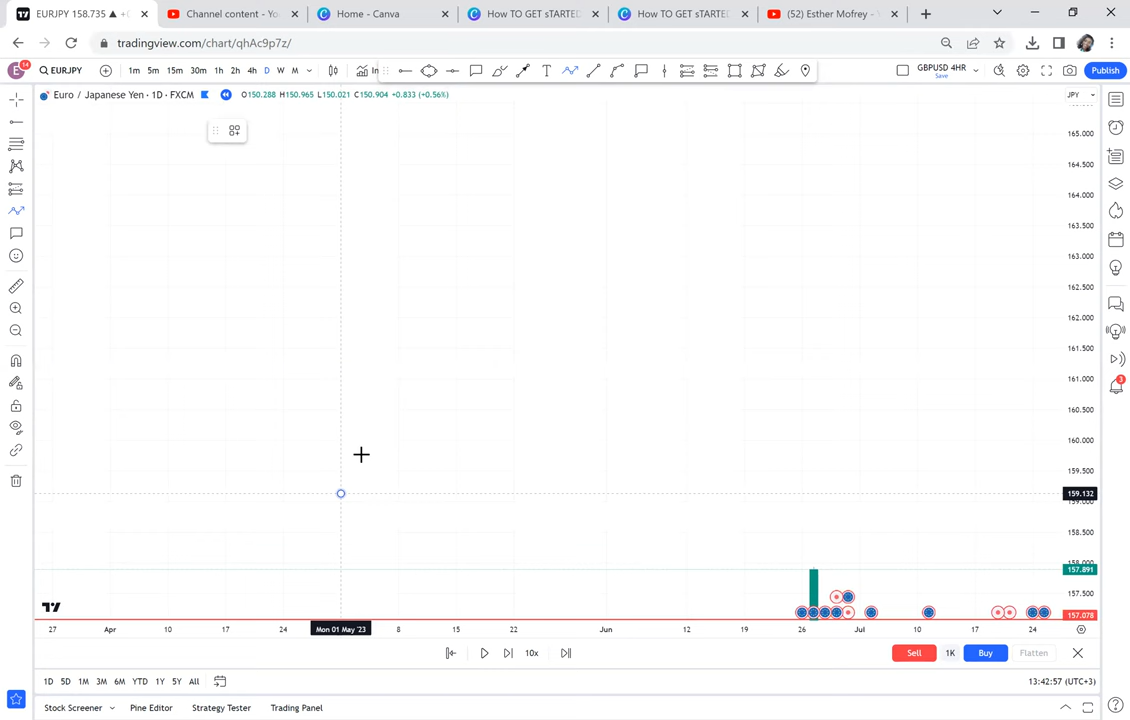 EURJPY 158.735 ▲ +0
Channel content - Yo
Home - Canva
How TO GET sTARTED
How TO GET sTARTED
(52) Esther Mofrey - Y
tradingview.com/chart/qhAc9p7z/
E 14
EURJPY
1m 5m 15m 30m 1h 2h 4h D W M
In
T
GBPUSD 4HR
Save
Publish
Euro / Japanese Yen · 1D · FXCM
O150.288 H150.965 L150.021 C150.904 +0.833 (+0.56%)
JPY
165.000
164.500
164.000
163.500
163.000
162.500
162.000
161.500
161.000
160.500
160.000
159.500
159.132
158.500
158.000
157.891
157.500
157.078
3
27 Apr 10 17 24 Mon 01 May '23 8 15 22 Jun 12 19 26 Jul 10 17 24
10x
Sell 1K Buy Flatten
1D 5D 1M 3M 6M YTD 1Y 5Y All
13:42:57 (UTC+3)
Stock Screener Pine Editor Strategy Tester Trading Panel